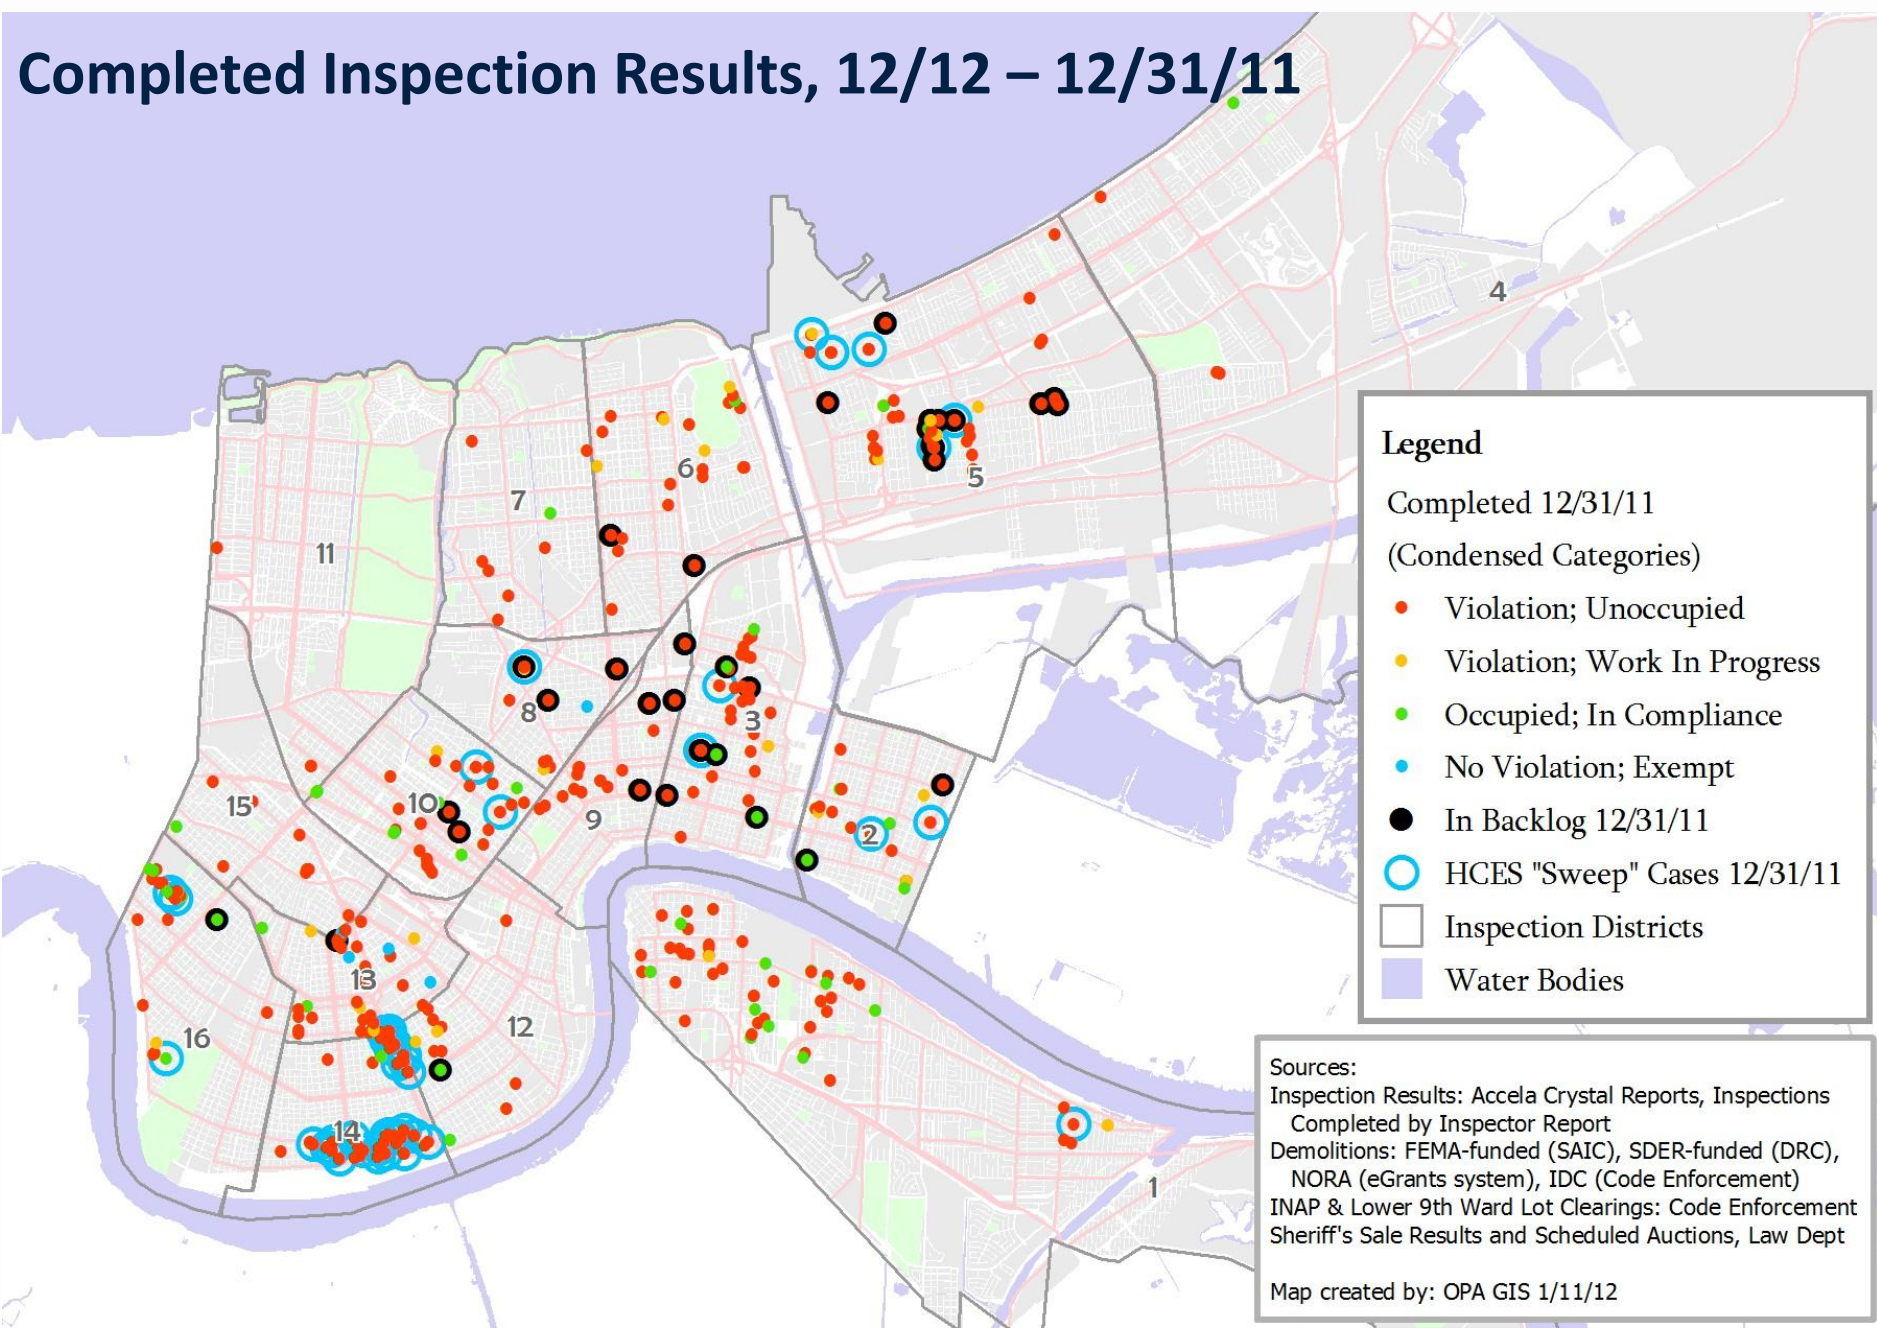 Completed Inspection Results, 12/12 – 12/31/11
4
6
5
7
11
8
3
10
15
9
2
13
16
12
14
1
Legend
Completed 12/31/11
(Condensed Categories)
Violation; Unoccupied
Violation; Work In Progress
Occupied; In Compliance
No Violation; Exempt
In Backlog 12/31/11
HCES "Sweep" Cases 12/31/11
Inspection Districts
Water Bodies
Sources:
Inspection Results: Accela Crystal Reports, Inspections
Completed by Inspector Report
Demolitions: FEMA-funded (SAIC), SDER-funded (DRC),
NORA (eGrants system), IDC (Code Enforcement)
INAP & Lower 9th Ward Lot Clearings: Code Enforcement
Sheriff's Sale Results and Scheduled Auctions, Law Dept
Map created by: OPA GIS 1/11/12